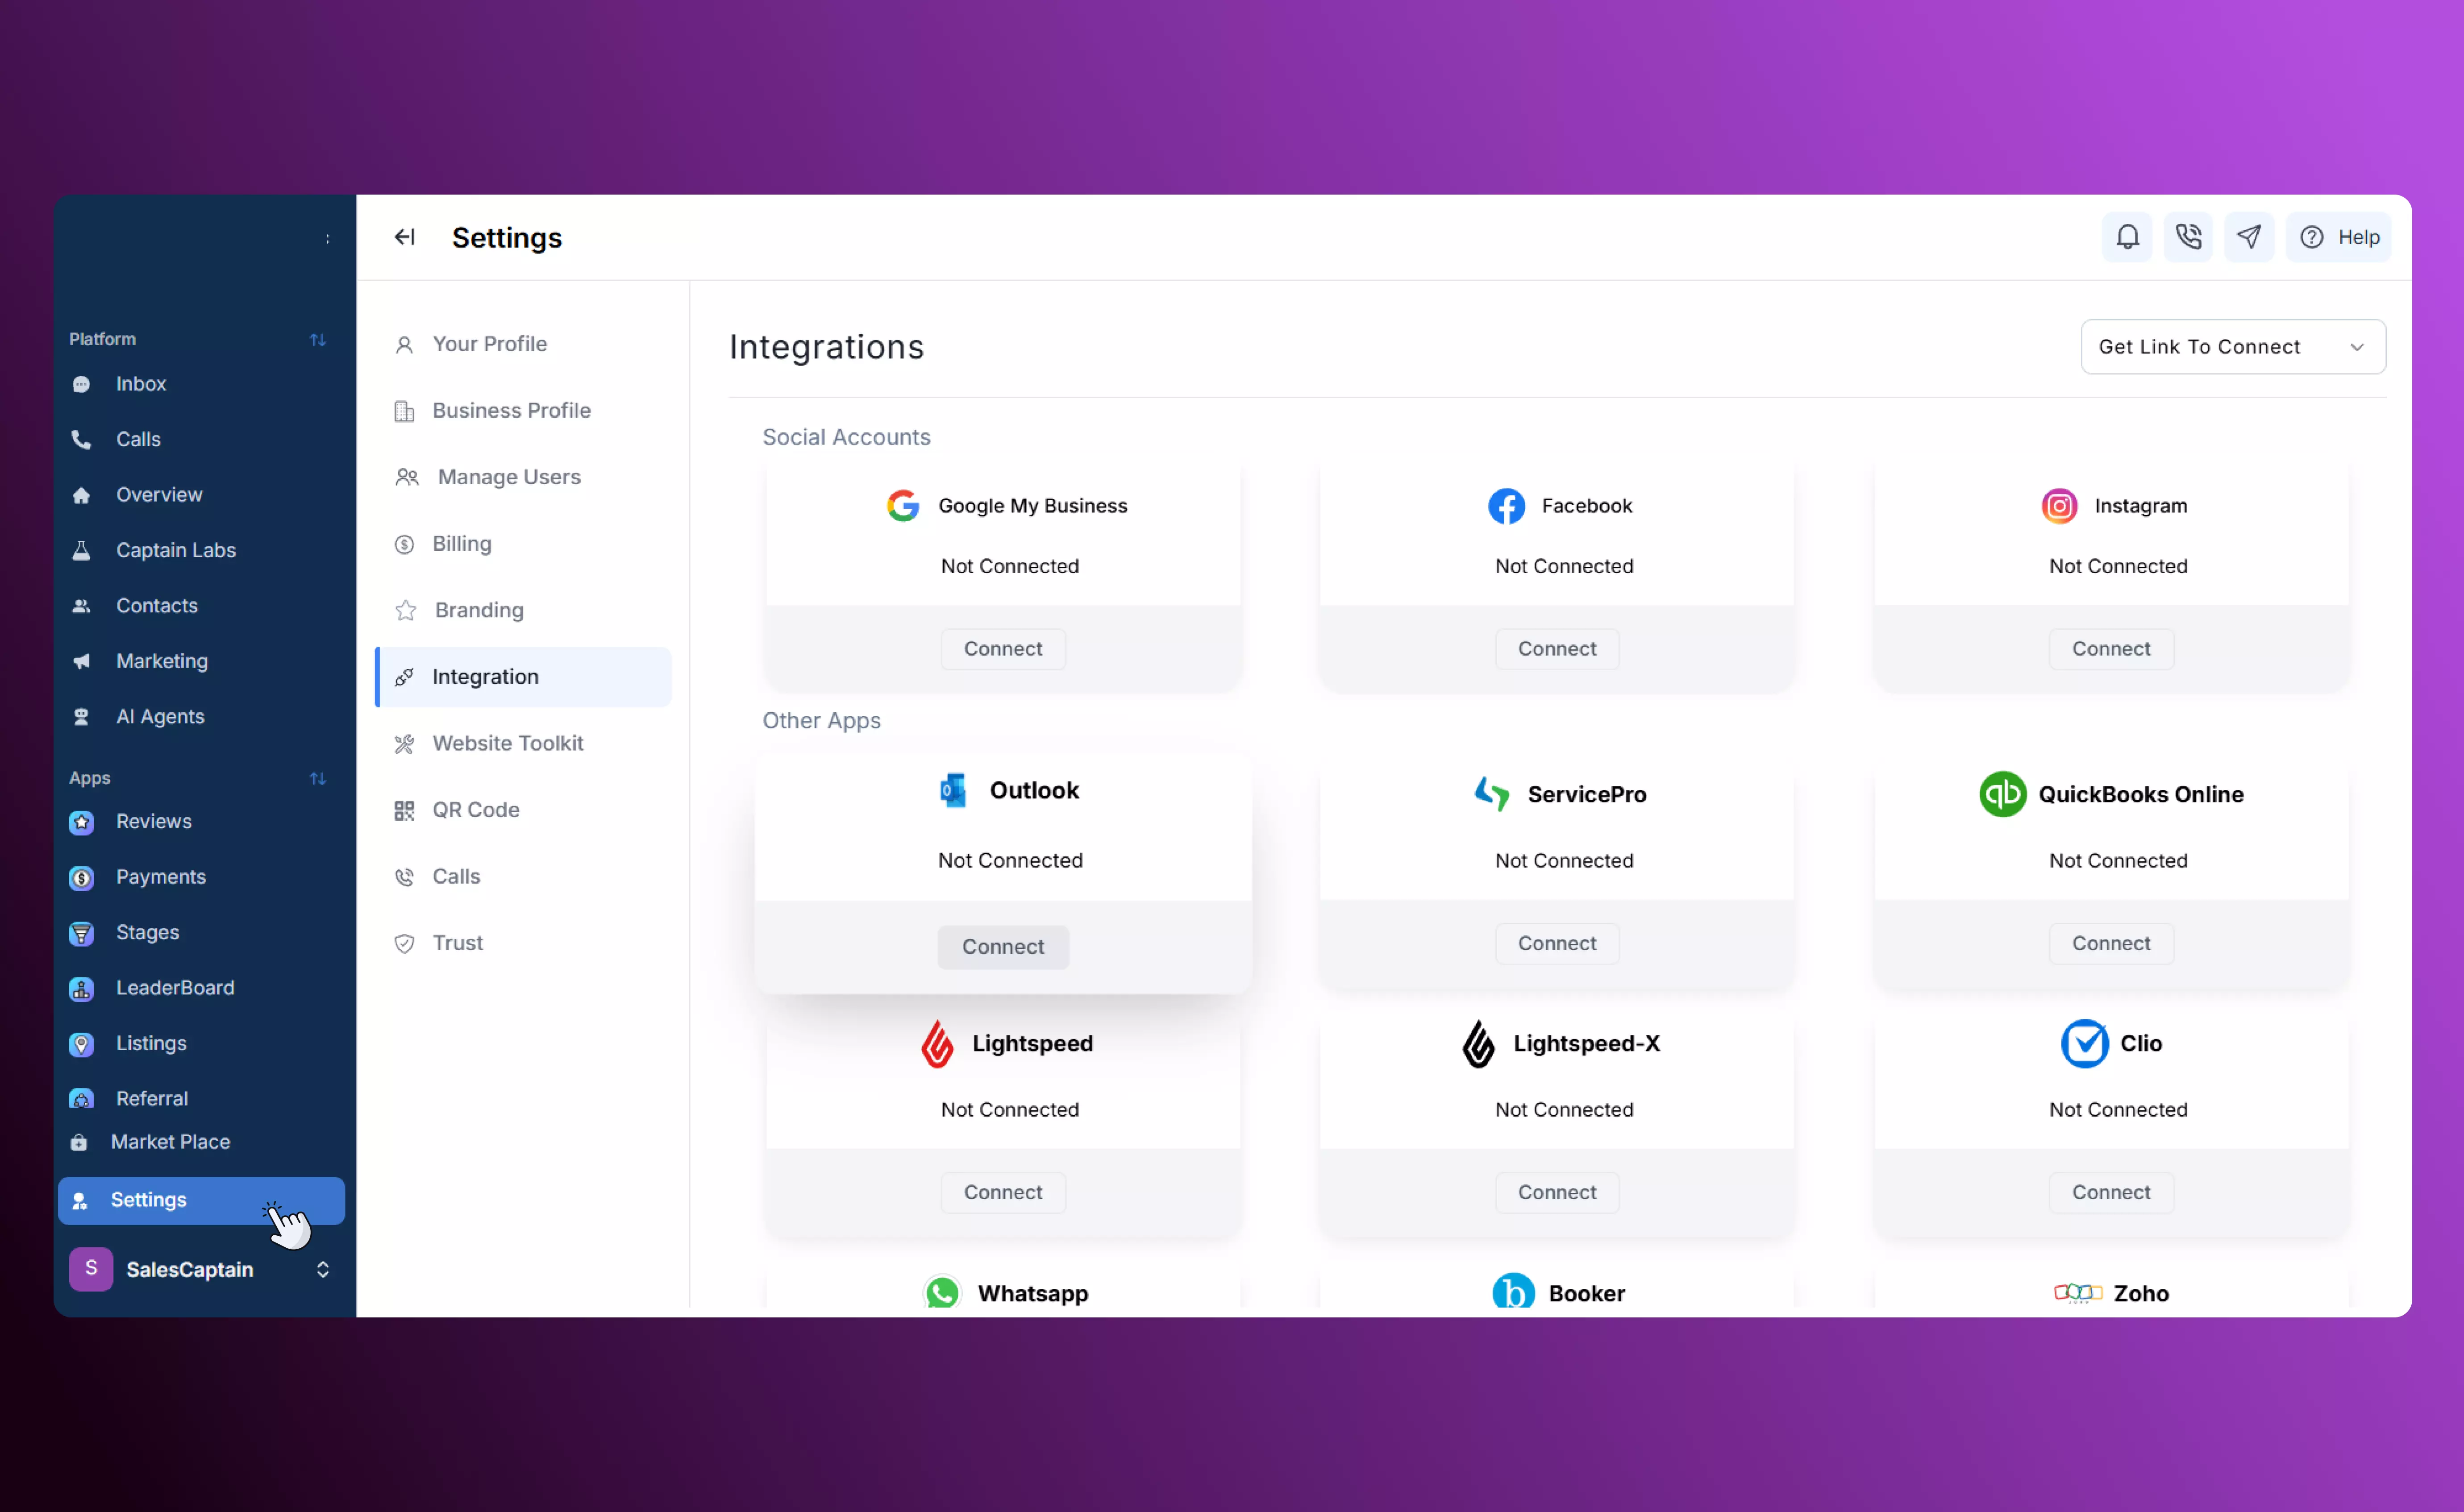 Platform
Inbox
Calls
Overview
Captain Labs
Contacts
Marketing
AI Agents
Apps
Reviews
Payments
Stages
LeaderBoard
Listings
Referral
Market Place
Settings
S SalesCaptain
Settings
Help
Your Profile
Business Profile
Manage Users
Billing
Branding
Integration
Website Toolkit
QR Code
Calls
Trust
Integrations
Get Link To Connect
Social Accounts
Google My Business
Not Connected
Connect
Facebook
Not Connected
Connect
Instagram
Not Connected
Connect
Other Apps
Outlook
Not Connected
Connect
ServicePro
Not Connected
Connect
qb QuickBooks Online
Not Connected
Connect
Lightspeed
Not Connected
Connect
Lightspeed-X
Not Connected
Connect
Clio
Not Connected
Connect
Whatsapp
b Booker
Zoho